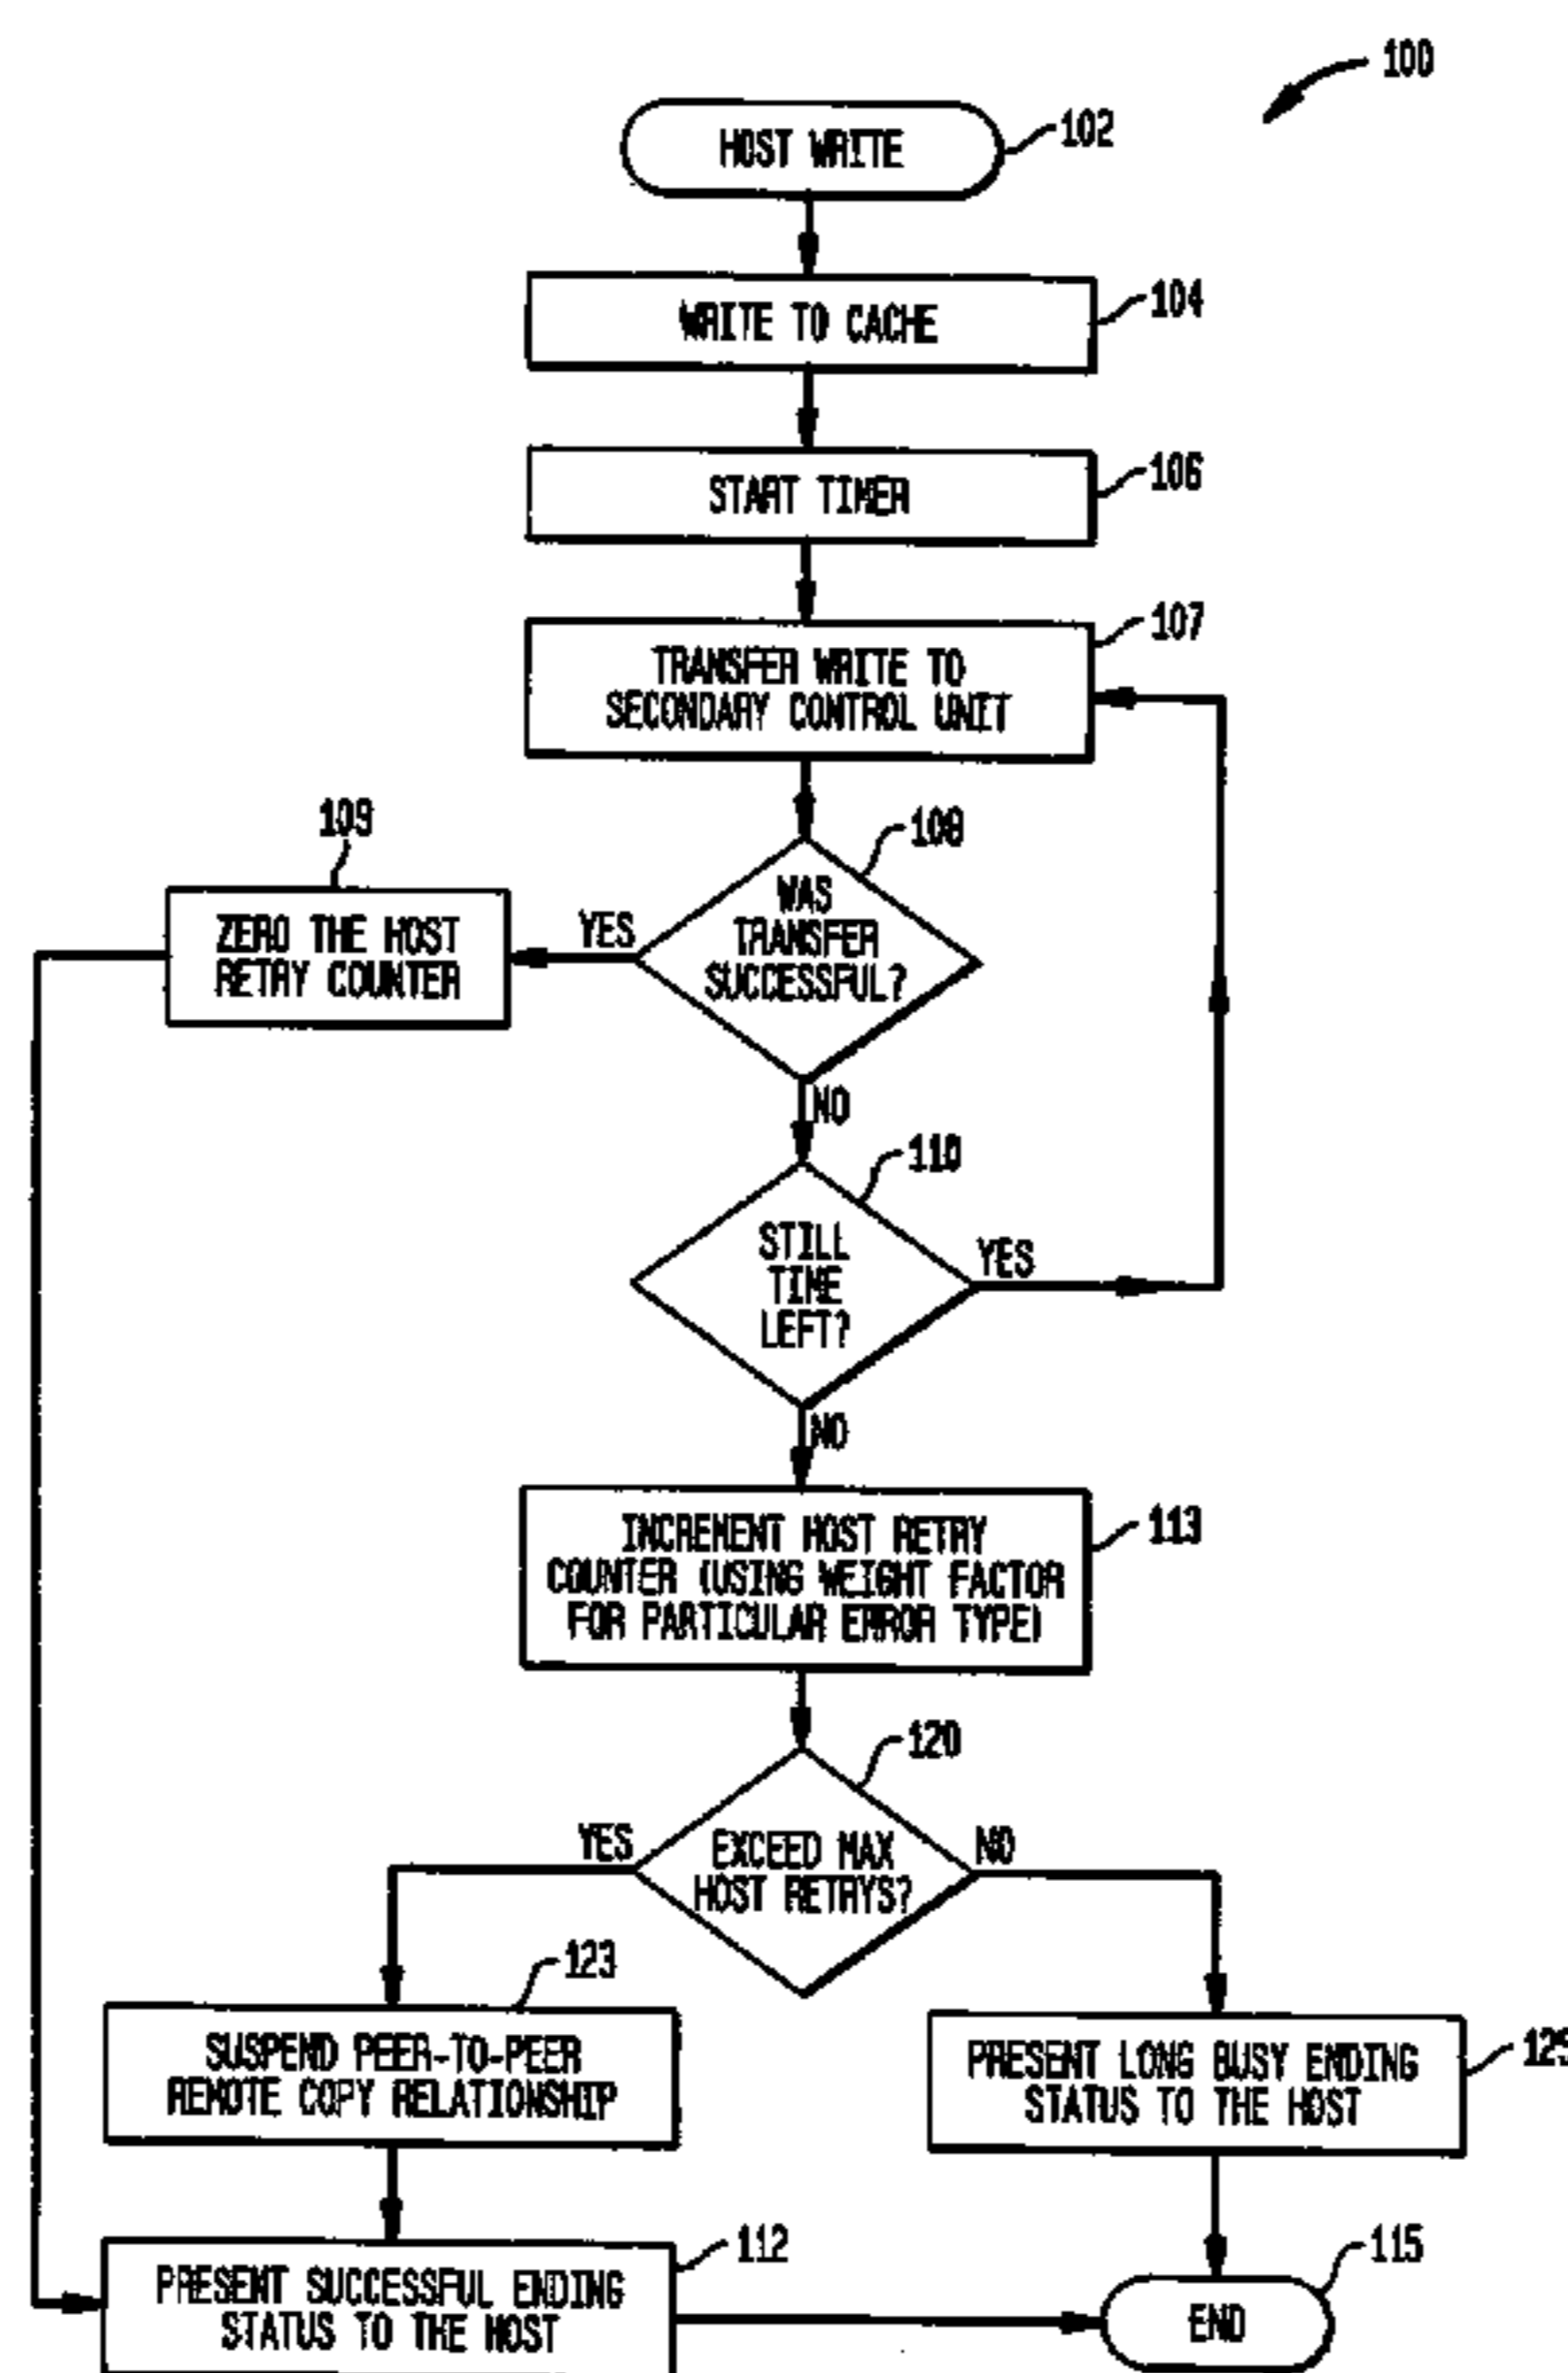 100
HOST WRITE
102
WRITE TO CACHE
104
START TIMER
106
TRANSFER WRITE TO
SECONDARY CONTROL UNIT
107
109
ZERO THE HOST
RETRY COUNTER
YES
WAS
TRANSFER
SUCCESSFUL?
108
NO
STILL
TIME
LEFT?
110
YES
NO
INCREMENT HOST RETRY
COUNTER (USING WEIGHT FACTOR
FOR PARTICULAR ERROR TYPE)
113
120
YES
EXCEED MAX
HOST RETRYS?
NO
123
SUSPEND PEER-TO-PEER
REMOTE COPY RELATIONSHIP
PRESENT LONG BUSY ENDING
STATUS TO THE HOST
PRESENT SUCCESSFUL ENDING
STATUS TO THE HOST
112
END
115